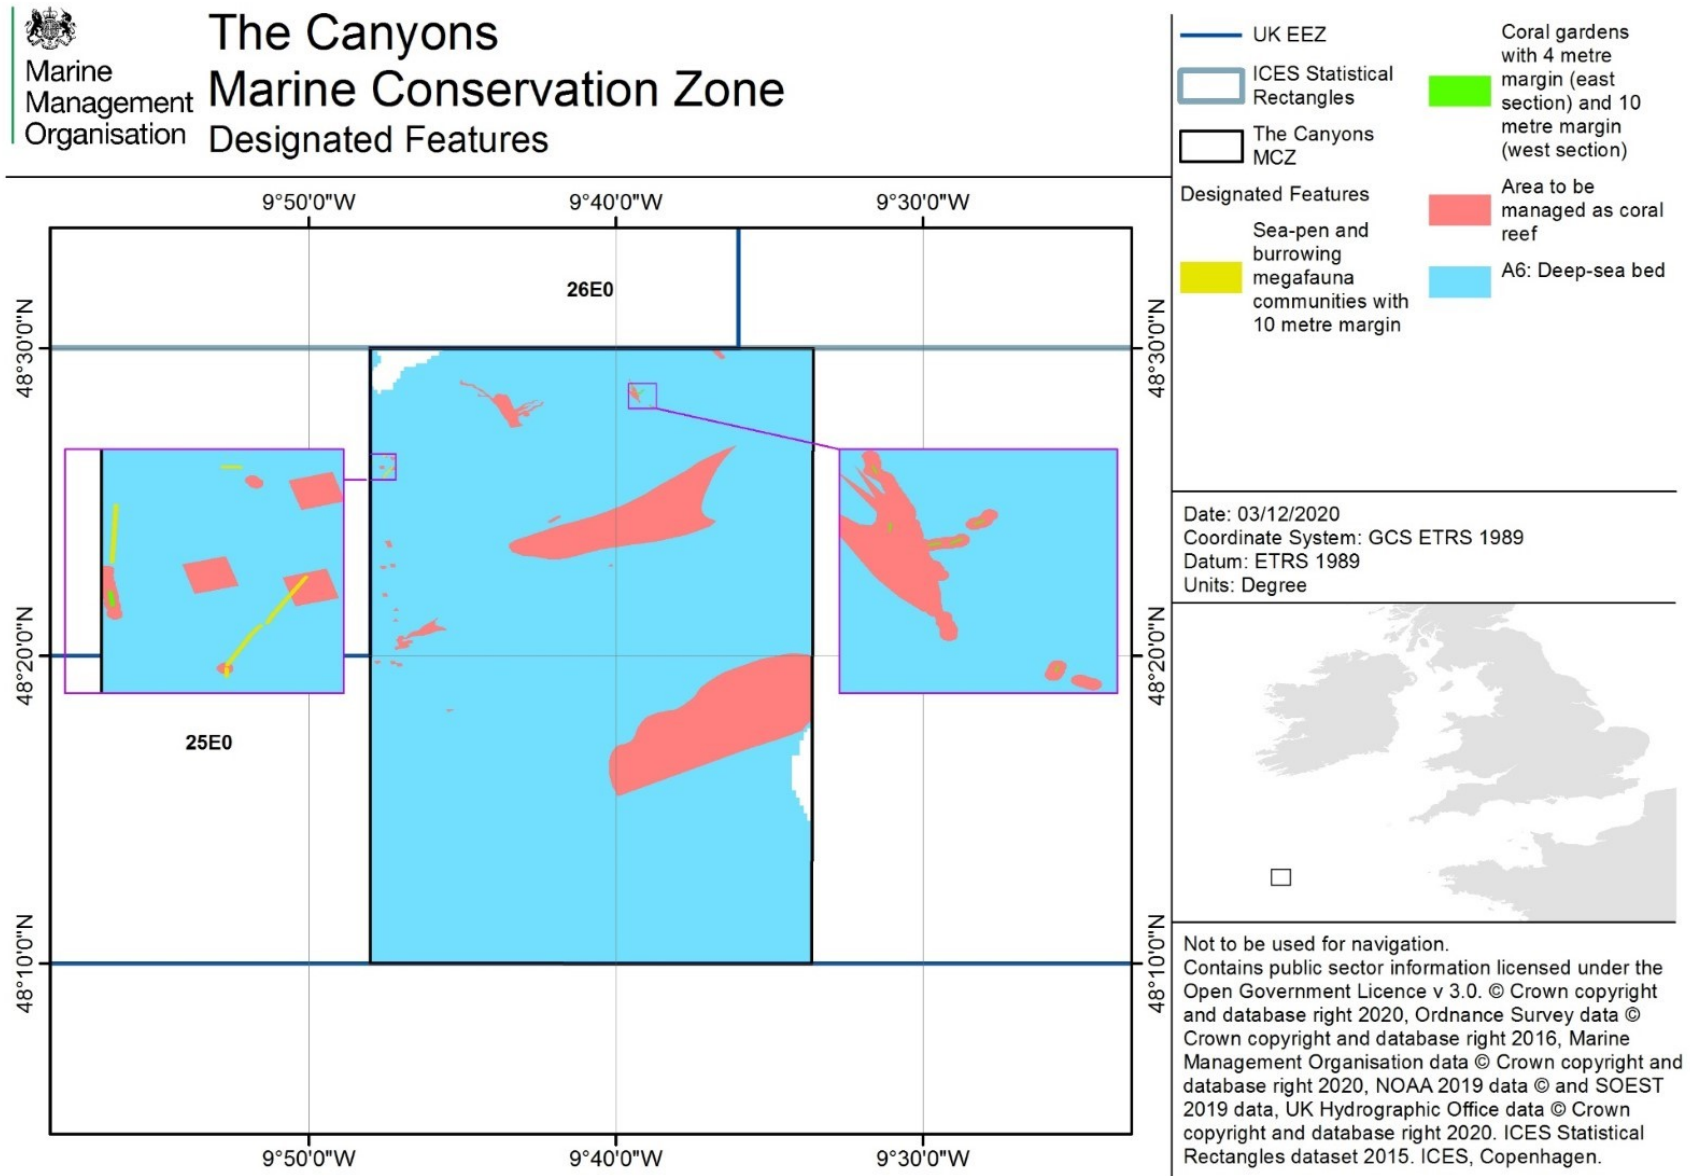 Marine
Management
Organisation
The Canyons
Marine Conservation Zone
Designated Features
UK EEZ
ICES Statistical
Rectangles
The Canyons
MCZ
Designated Features
Sea-pen and
burrowing
megafauna
communities with
10 metre margin
Coral gardens
with 4 metre
margin (east
section) and 10
metre margin
(west section)
Area to be
managed as coral
reef
A6: Deep-sea bed
9°50'0"W
9°40'0"W
9°30'0"W
26E0
48°30'0"N
48°30'0"N
48°20'0"N
48°20'0"N
25E0
48°10'0"N
48°10'0"N
9°50'0"W
9°40'0"W
9°30'0"W
Date: 03/12/2020
Coordinate System: GCS ETRS 1989
Datum: ETRS 1989
Units: Degree
Not to be used for navigation.
Contains public sector information licensed under the
Open Government Licence v 3.0. © Crown copyright
and database right 2020, Ordnance Survey data ©
Crown copyright and database right 2016, Marine
Management Organisation data © Crown copyright and
database right 2020, NOAA 2019 data © and SOEST
2019 data, UK Hydrographic Office data © Crown
copyright and database right 2020. ICES Statistical
Rectangles dataset 2015. ICES, Copenhagen.